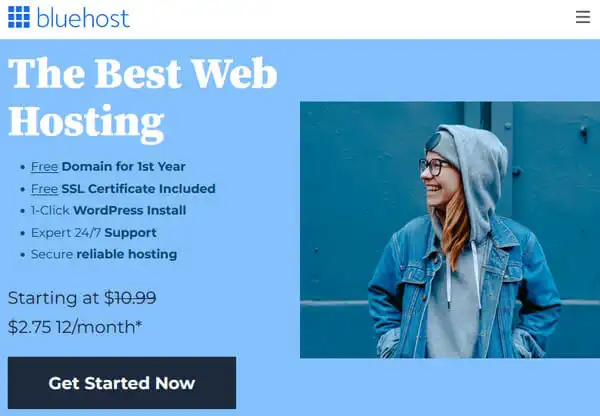 bluehost
The Best Web
Hosting
Free Domain for 1st Year
Free SSL Certificate Included
1-Click WordPress Install
Expert 24/7 Support
Secure reliable hosting
Starting at $10.99
$2.75 12/month*
Get Started Now